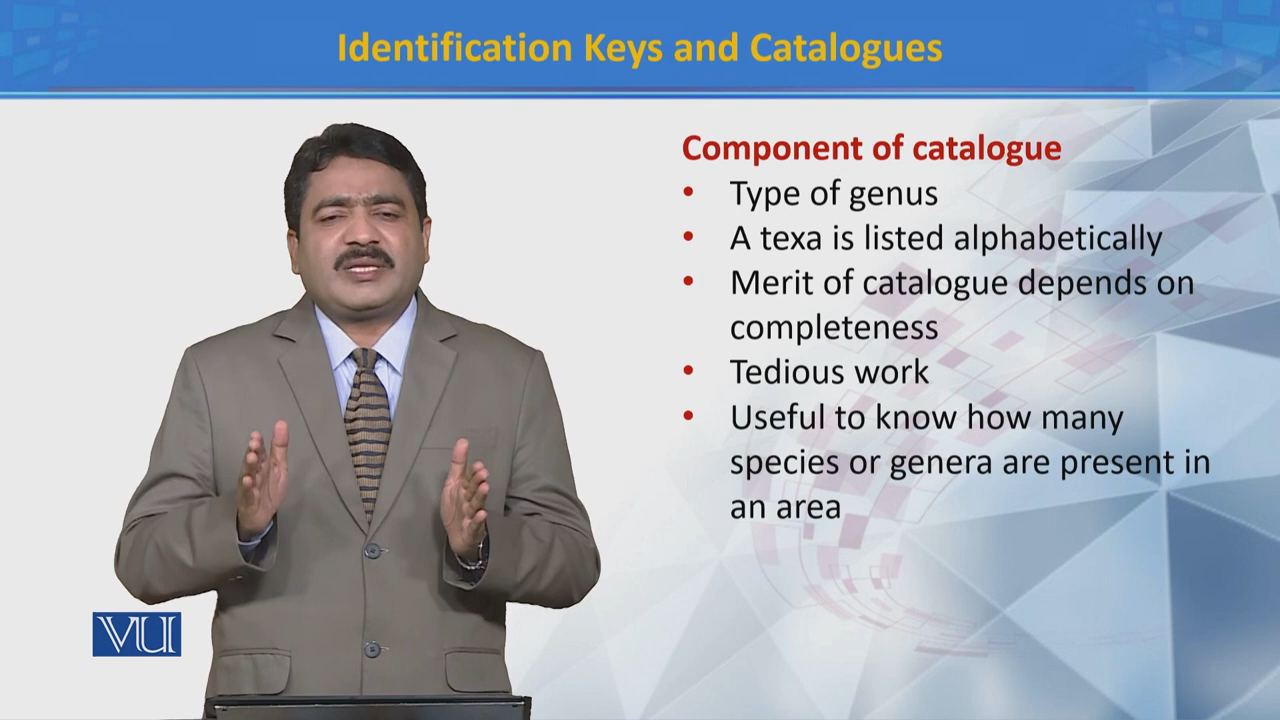 Identification Keys and Catalogues
Component of catalogue
• Type of genus
• A texa is listed alphabetically
• Merit of catalogue depends on
completeness
• Tedious work
• Useful to know how many
species or genera are present in
an area
VU